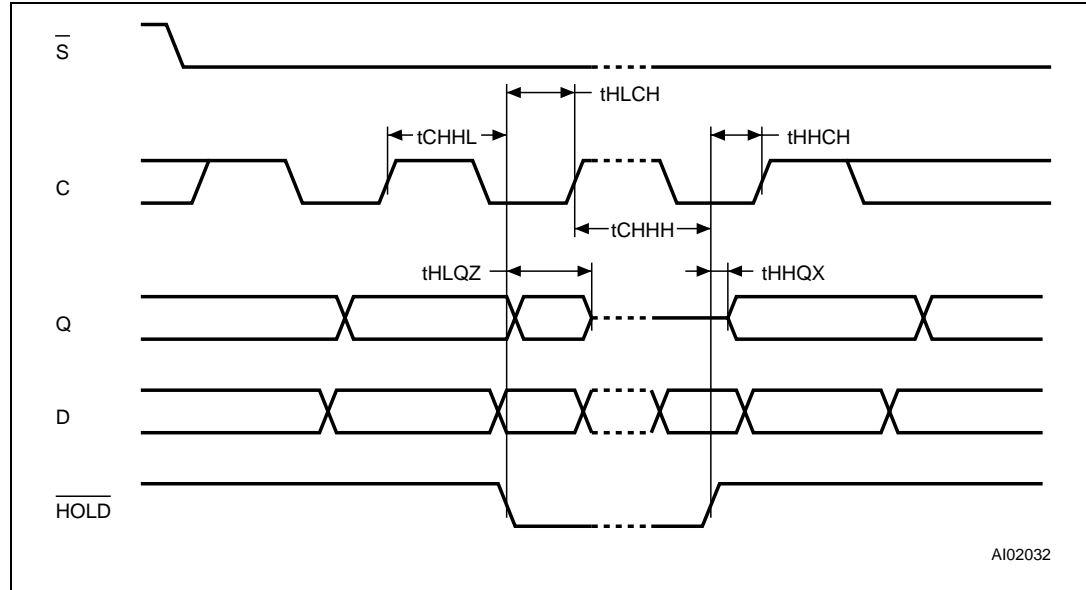 S
tHLCH
tCHHL
tHHCH
C
tCHHH
tHLQZ
tHHQX
Q
D
HOLD
AI02032